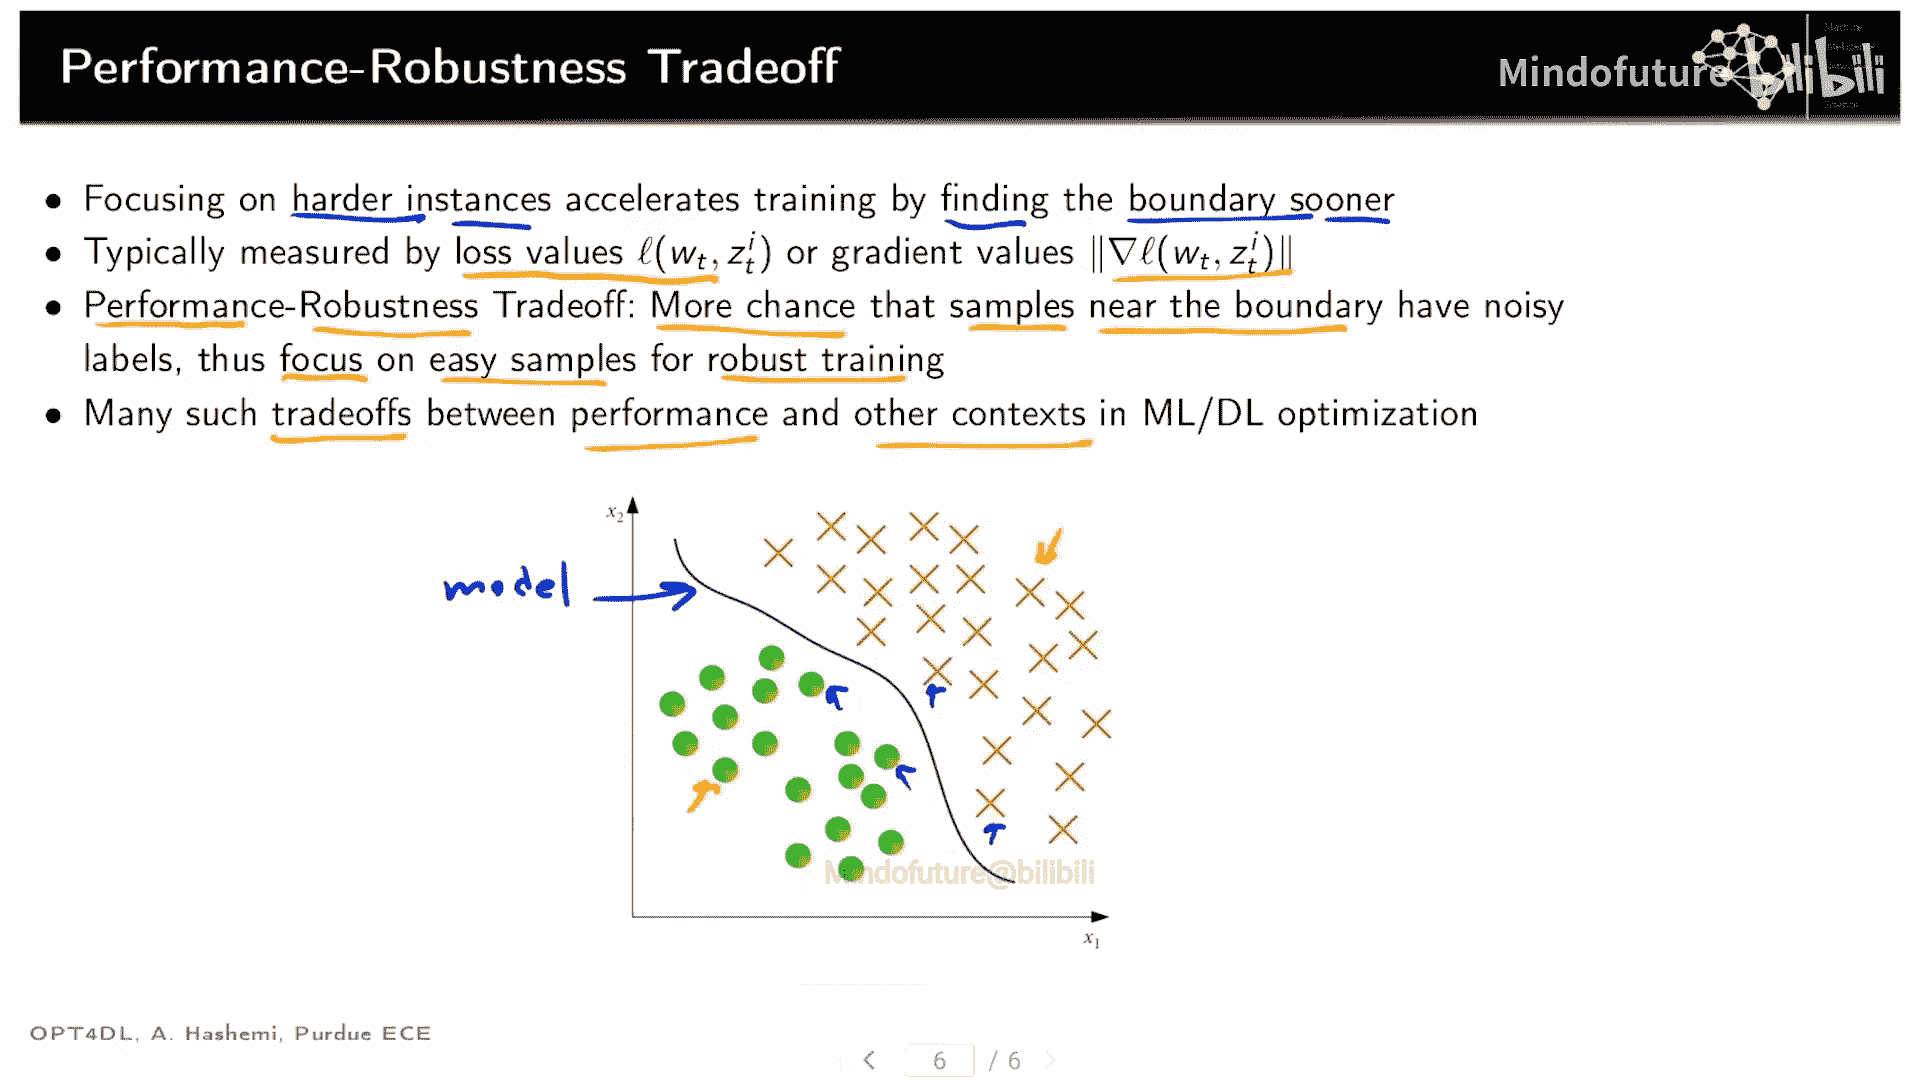 Performance-Robustness Tradeoff
Mindofuture bilibili
• Focusing on harder instances accelerates training by finding the boundary sooner
• Typically measured by loss values ℓ(w_t, z_t^i) or gradient values ‖∇ℓ(w_t, z_t^i)‖
• Performance-Robustness Tradeoff: More chance that samples near the boundary have noisy
labels, thus focus on easy samples for robust training
• Many such tradeoffs between performance and other contexts in ML/DL optimization
x₂
model
Mindofuture@bilibili
x₁
OPT4DL, A. Hashemi, Purdue ECE
< 6 / 6 >